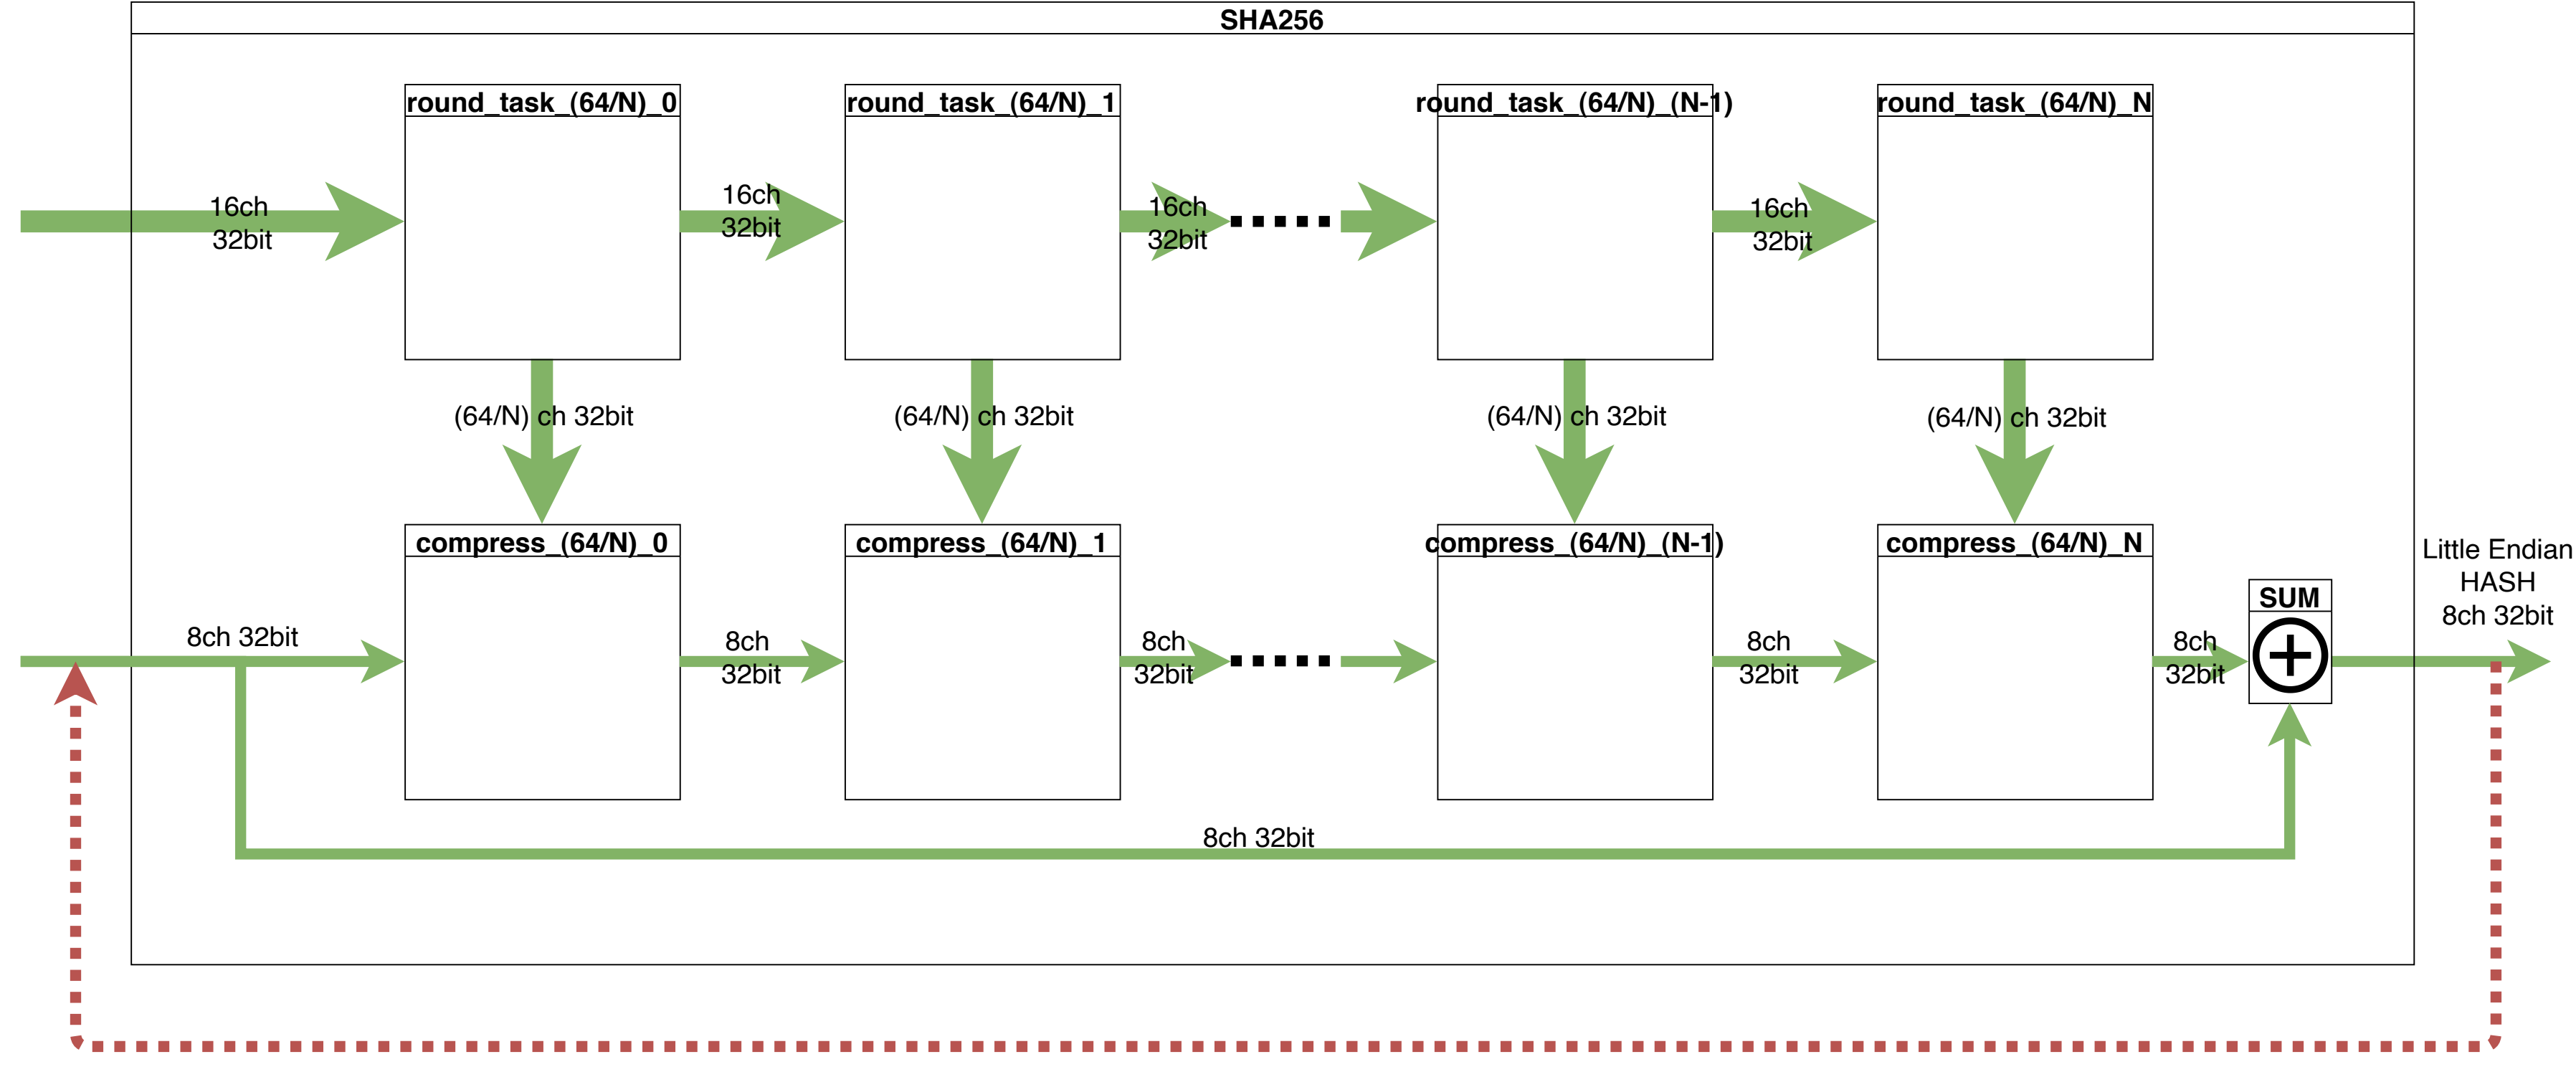 SHA256
round_task_(64/N)_0
round_task_(64/N)_1
round_task_(64/N)_(N-1)
round_task_(64/N)_N
16ch
32bit
16ch
32bit
16ch
32bit
16ch
32bit
(64/N) ch 32bit
(64/N) ch 32bit
(64/N) ch 32bit
(64/N) ch 32bit
compress_(64/N)_0
compress_(64/N)_1
compress_(64/N)_(N-1)
compress_(64/N)_N
SUM
Little Endian
HASH
8ch 32bit
8ch 32bit
8ch
32bit
8ch
32bit
8ch
32bit
8ch
32bit
8ch 32bit